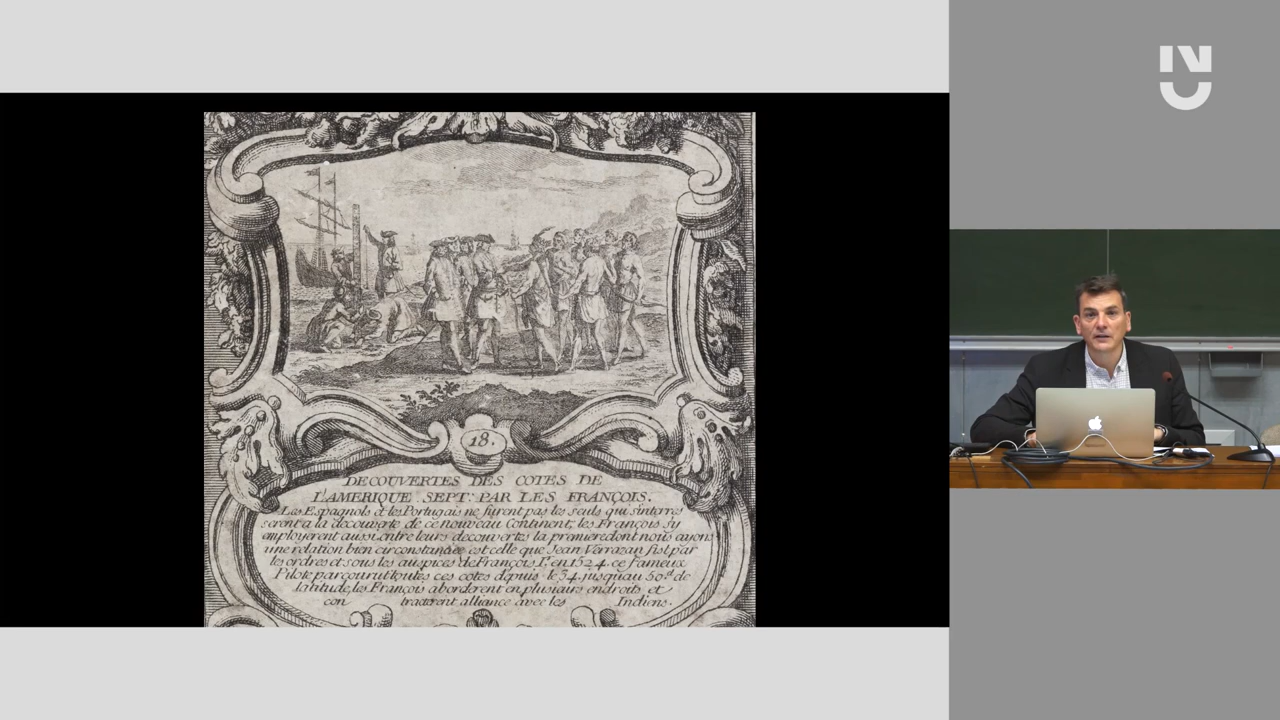 18.
DECOUVERTES DES COTES DE
L'AMERIQUE SEPT: PAR LES FRANÇOIS.
Les Espagnols et les Portugais ne furent pas les seuls qui s'interres
serent a la decouverte de ce nouveau Continent, les François s'y
employerent aussi entre leurs decouvertes la premiere dont nous ayons
une relation bien circonstanciée est celle que Jean Verrazan fist par
les ordres et sous les auspices de François I.er en 1524. ce fameux
Pilote parcourut toutes ces cotes depuis le 34. jusqu'au 50.d de
latitude, les François aborderent en plusieurs endroits et
con tracterent alliance avec les Indiens.